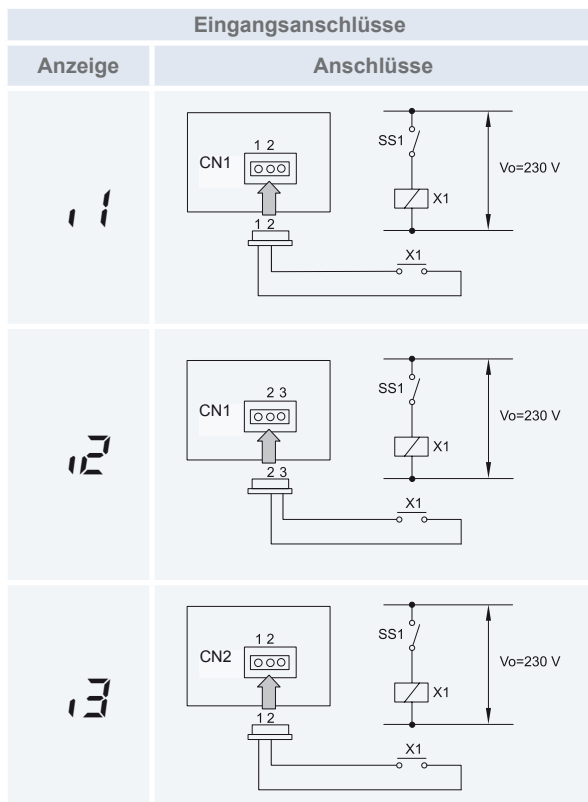 Eingangsanschlüsse
Anzeige Anschlüsse
1 2
SS1
CN1
Vo=230 V
X1
1 2
X1
i1
2 3
SS1
CN1
Vo=230 V
X1
2 3
X1
i2
1 2
SS1
CN2
Vo=230 V
X1
1 2
X1
i3